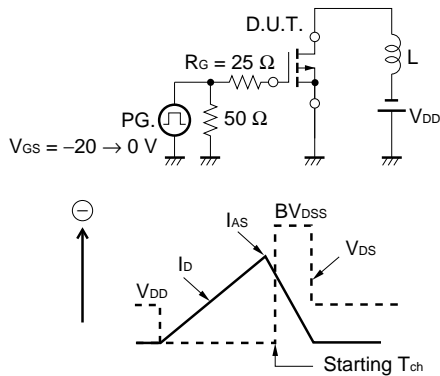 D.U.T.
RG = 25 Ω
L
PG.
50 Ω
VDD
VGS = −20 → 0 V
−
IAS
BVDSS
ID
VDS
VDD
Starting Tch